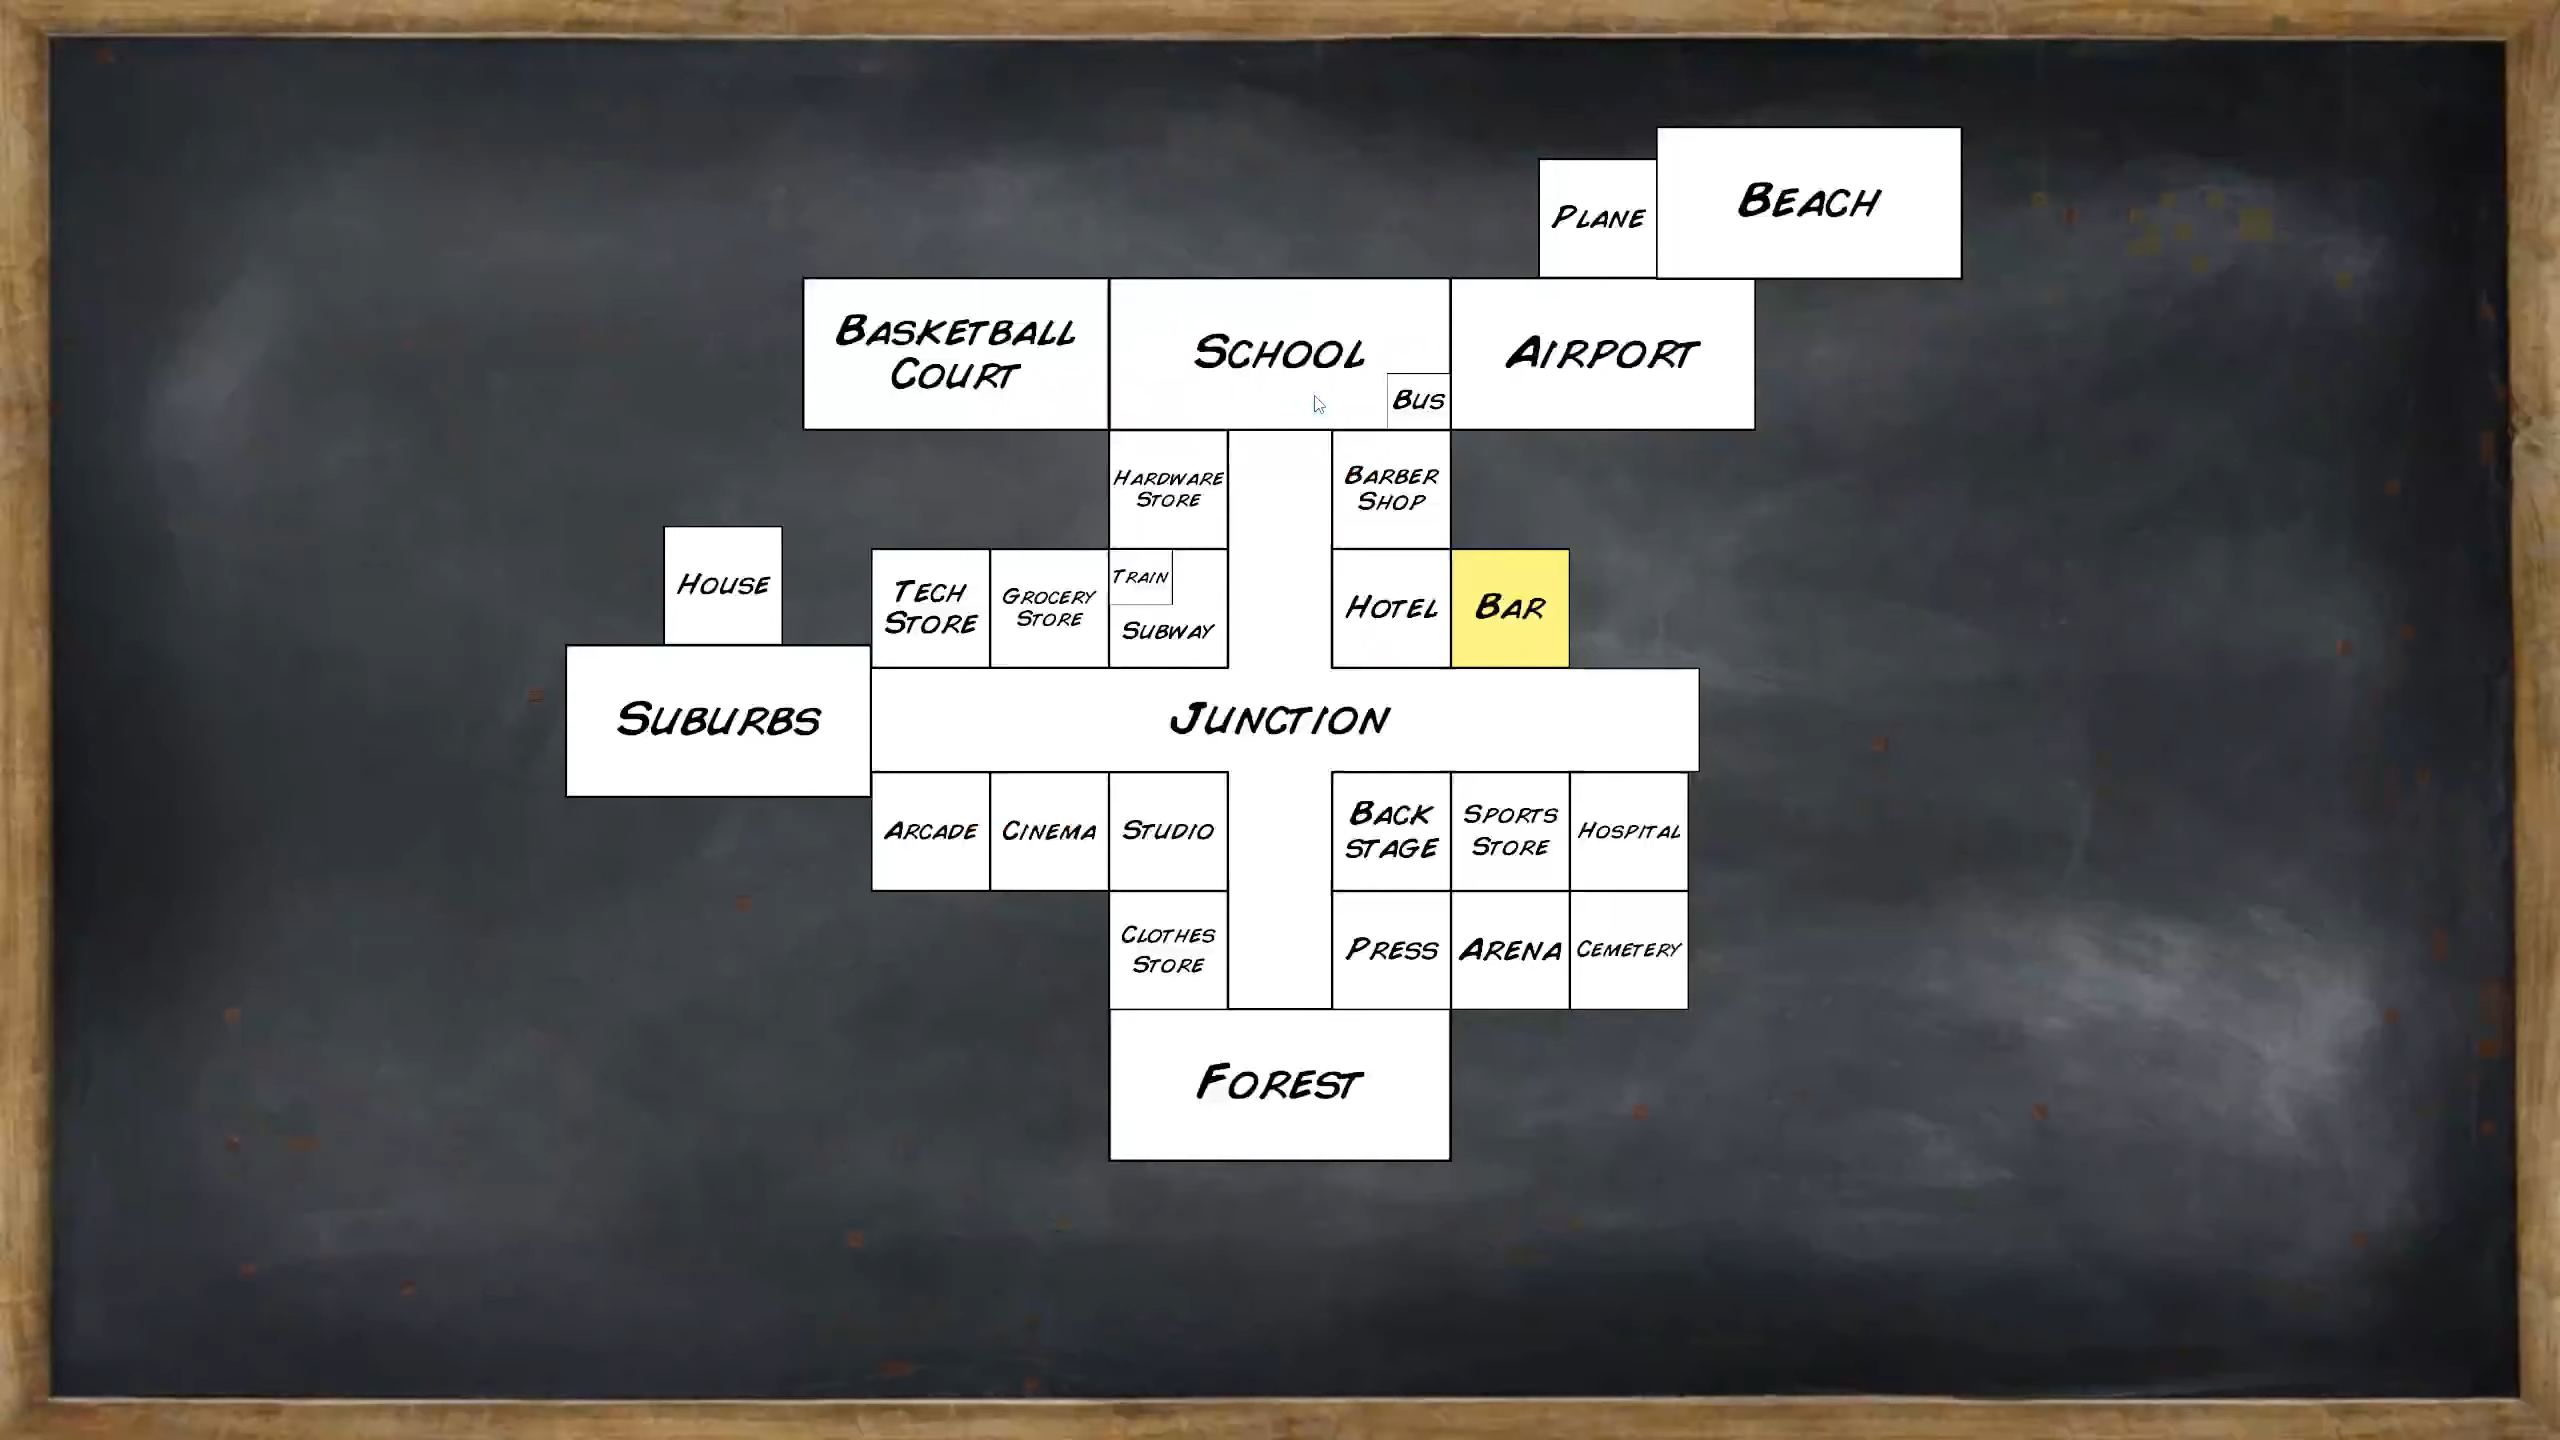 BEACH
PLANE
BASKETBALL
COURT
SCHOOL
BUS
AIRPORT
HARDWARE
STORE
BARBER
SHOP
HOUSE
TECH
STORE
GROCERY
STORE
TRAIN
SUBWAY
HOTEL
BAR
SUBURBS
JUNCTION
ARCADE
CINEMA
STUDIO
BACK
STAGE
SPORTS
STORE
HOSPITAL
CLOTHES
STORE
PRESS
ARENA
CEMETERY
FOREST